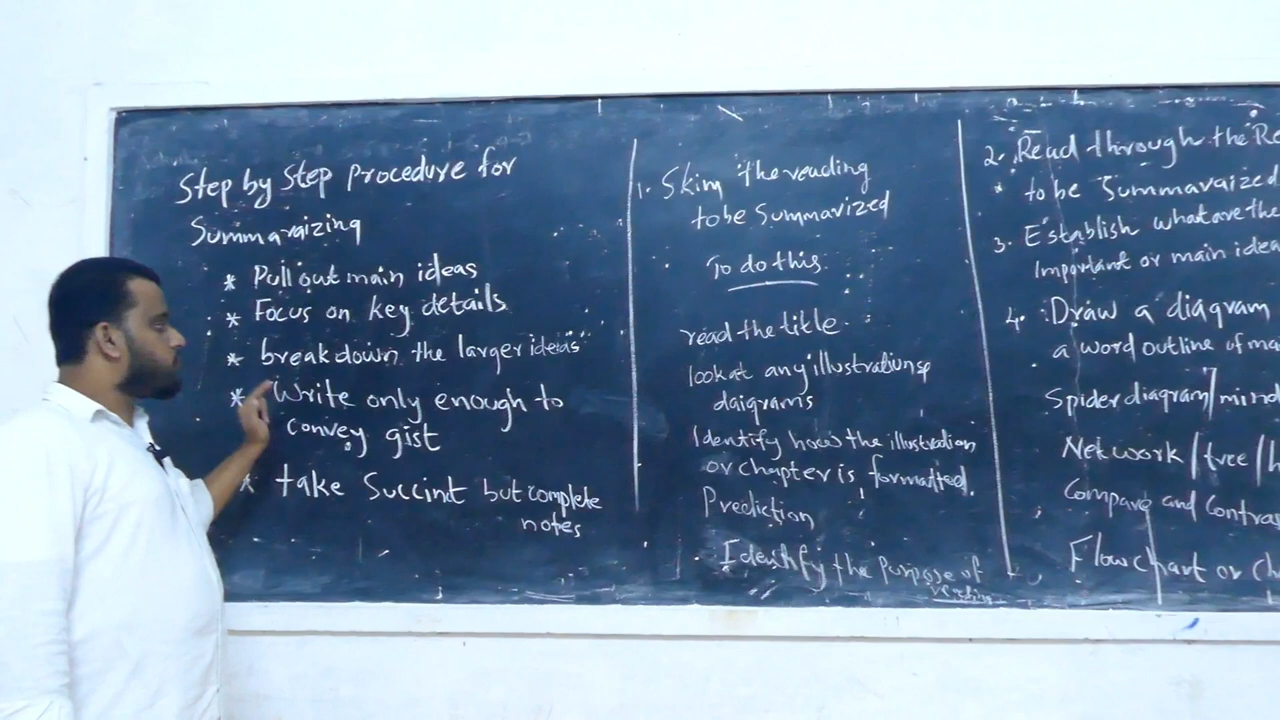 Step by Step Procedure for
Summaraizing
* Pull out main ideas
* Focus on key details
* break down the larger ideas
* Write only enough to
convey gist
* take Succint but complete
notes
1. Skim the reading
to be Summarized
To do this.
read the title.
look at any illustrations
daigrams
Identify how the illustration
or chapter is formatted.
Prediction
Identify the purpose of
reading
2. Read through the Re
to be Summaraized
3. Establish what are the
Important or main idea
4. Draw a diagram
a word outline of ma
Spider diagram/mind
Network/tree/h
Compare and Contra
Flow chart or ch